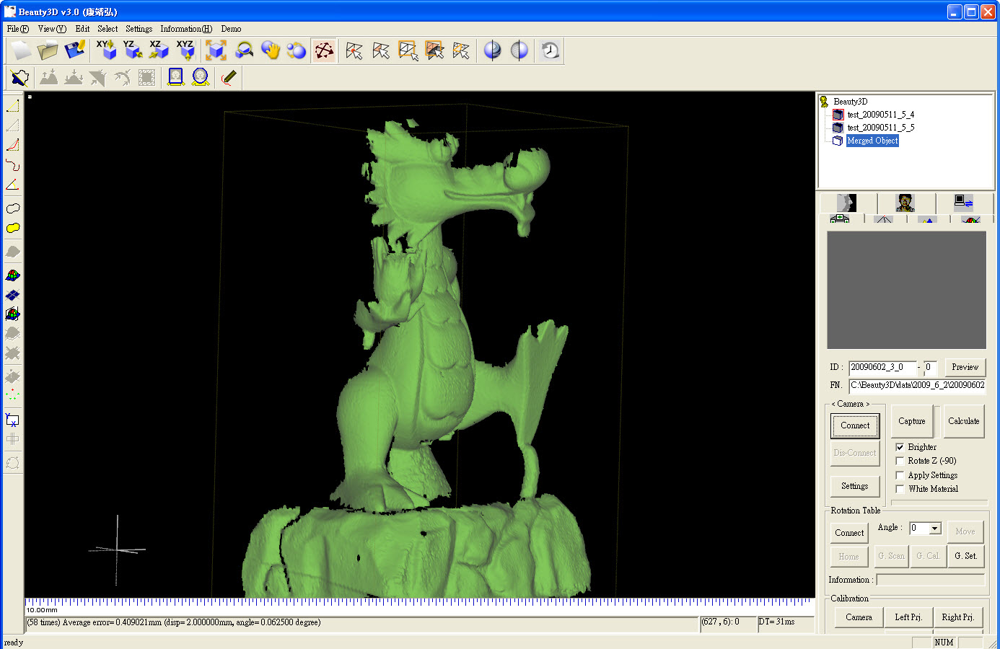 Beauty3D v3.0 (康靖弘)
File(F) View(V) Edit Select Settings Information(H) Demo
XY YZ XZ XYZ
Beauty3D
test_20090511_5_4
test_20090511_5_5
Merged Object
ID : 20090602_3_0 - 0 Preview
FN. C:\Beauty3D\data\2009_6_2\20090602
< Camera >
Connect Capture Calculate
Dis-Connect
Brighter
Rotate Z (-90)
Apply Settings
Settings
White Material
Rotation Table
Connect Angle : 0 Move
Home G. Scan G. Cal. G. Set.
Information :
Calibration
Camera Left Prj. Right Prj.
Y
X
10.00mm
(58 times) Average error= 0.409021mm (disp= 2.000000mm, angle= 0.062500 degree) (627 , 6): 0 DT= 31ms
ready NUM